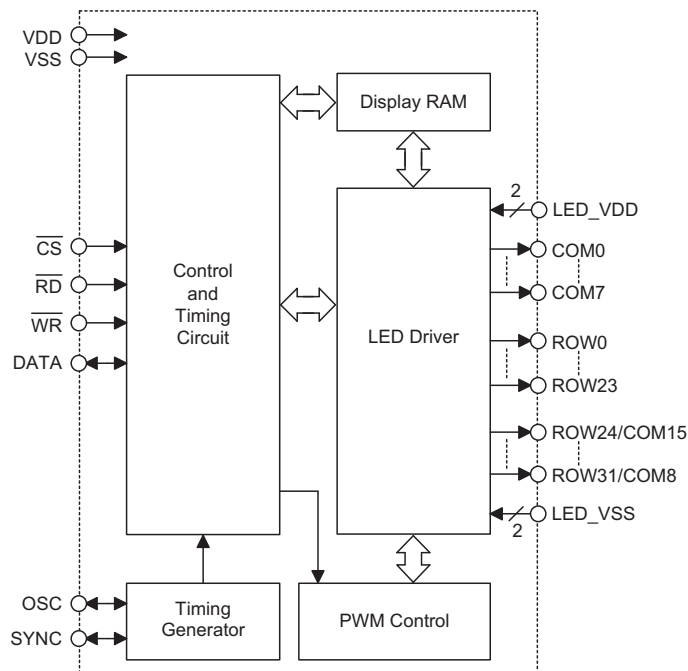 VDD
VSS
Display RAM
2
LED_VDD
CS
COM0
RD
Control
and
Timing
Circuit
COM7
WR
LED Driver
ROW0
DATA
ROW23
ROW24/COM15
ROW31/COM8
LED_VSS
2
OSC
Timing
Generator
PWM Control
SYNC